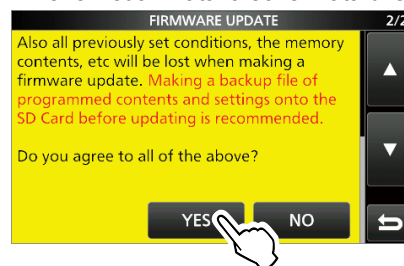 FIRMWARE UPDATE 2/2
Also all previously set conditions, the memory
contents, etc will be lost when making a
firmware update. Making a backup file of
programmed contents and settings onto the
SD Card before updating is recommended.
Do you agree to all of the above?
YES NO